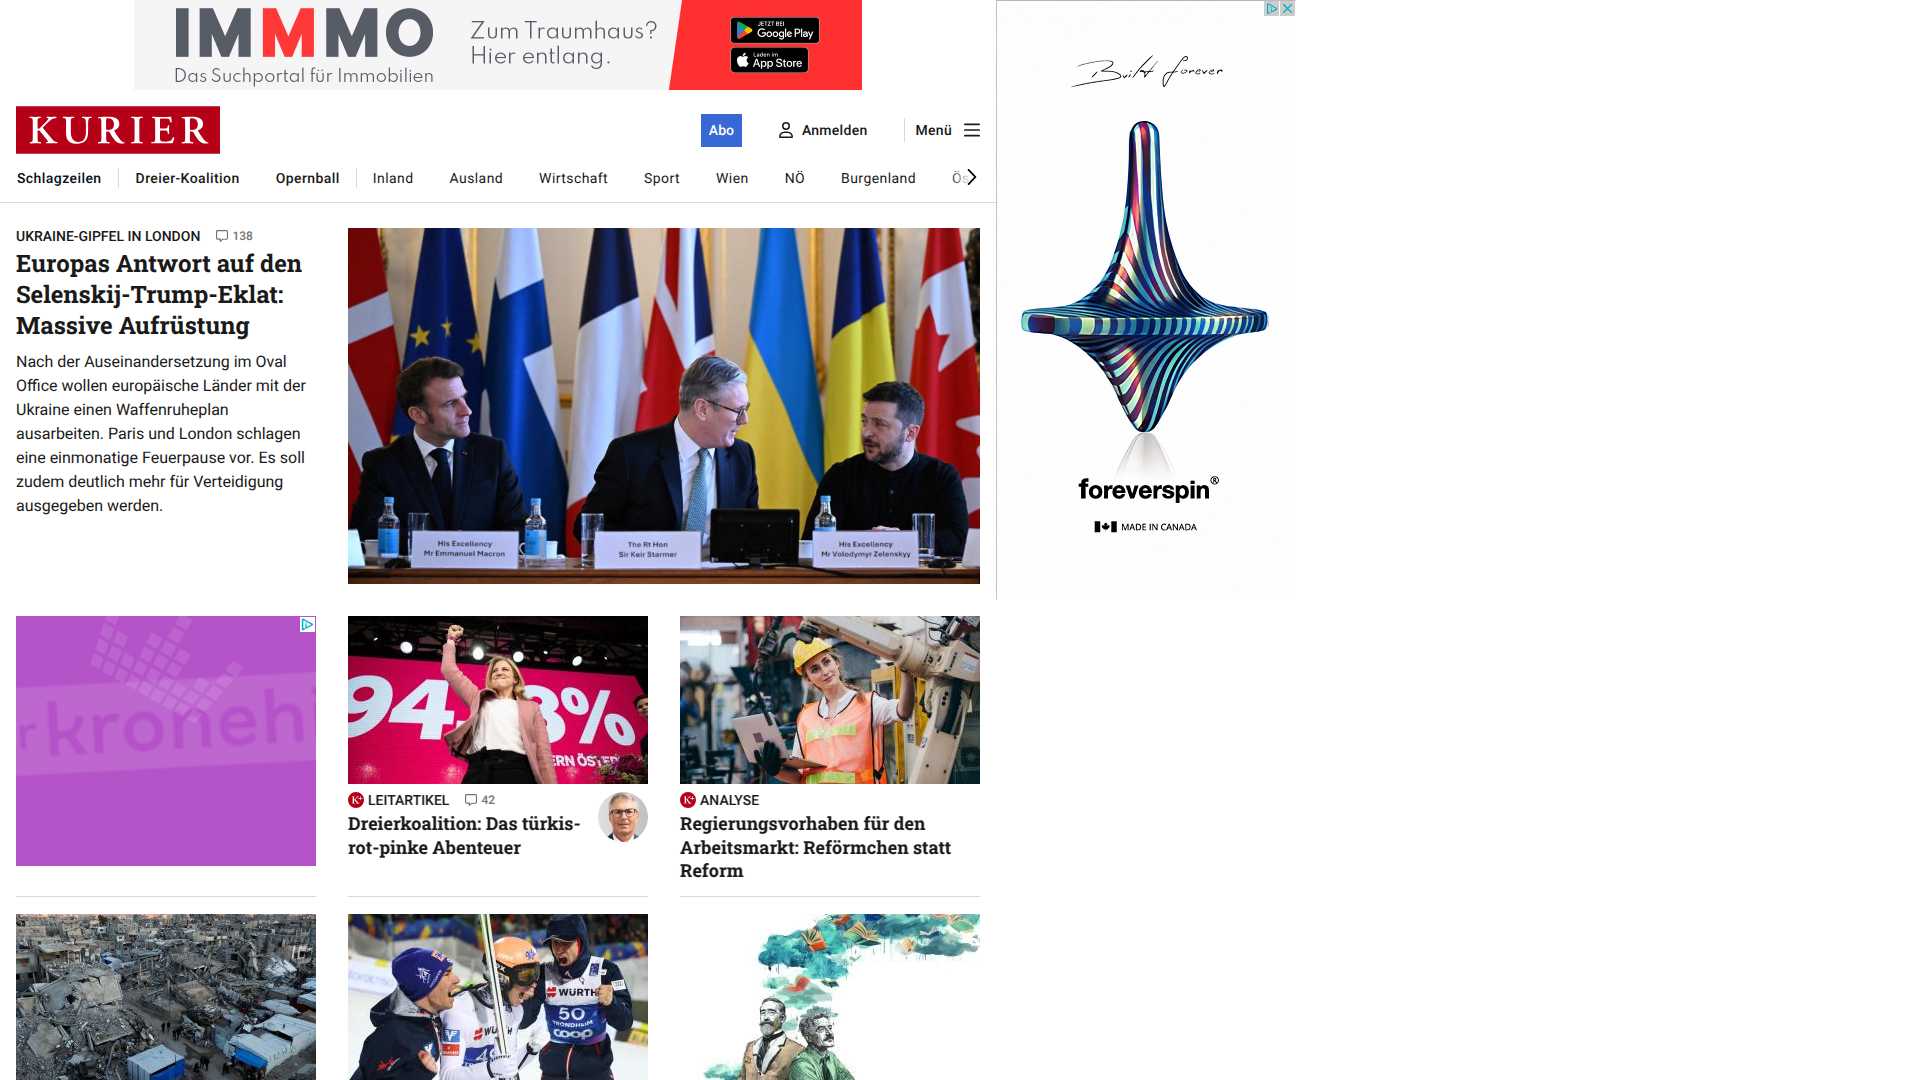 IMMMO
Das Suchportal für Immobilien
Zum Traumhaus?
Hier entlang.
JETZT BEI
Google Play
Laden im
App Store
KURIER
Abo
Anmelden
Menü
Schlagzeilen
Dreier-Koalition
Opernball
Inland
Ausland
Wirtschaft
Sport
Wien
NÖ
Burgenland
Ös
UKRAINE-GIPFEL IN LONDON 138
Europas Antwort auf den
Selenskij-Trump-Eklat:
Massive Aufrüstung
Nach der Auseinandersetzung im Oval
Office wollen europäische Länder mit der
Ukraine einen Waffenruheplan
ausarbeiten. Paris und London schlagen
eine einmonatige Feuerpause vor. Es soll
zudem deutlich mehr für Verteidigung
ausgegeben werden.
His Excellency
Mr Emmanuel Macron
The Rt Hon
Sir Keir Starmer
His Excellency
Mr Volodymyr Zelenskyy
Built forever
foreverspin®
MADE IN CANADA
rkronehi
94 3%
ERN ÖSTER
K+ LEITARTIKEL 42
Dreierkoalition: Das türkis-
rot-pinke Abenteuer
K+ ANALYSE
Regierungsvorhaben für den
Arbeitsmarkt: Reförmchen statt
Reform
WÜRTH
50
TRONDHEIM
coop